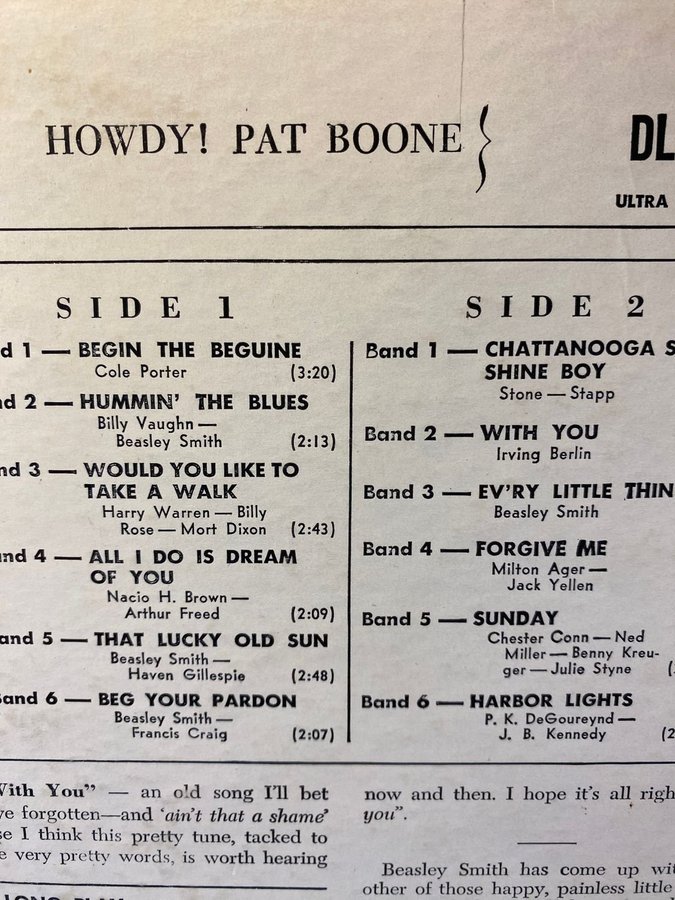 HOWDY! PAT BOONE
DL
ULTRA
SIDE 1
d 1 — BEGIN THE BEGUINE
Cole Porter (3:20)
nd 2 — HUMMIN' THE BLUES
Billy Vaughn —
Beasley Smith (2:13)
nd 3 — WOULD YOU LIKE TO
TAKE A WALK
Harry Warren — Billy
Rose — Mort Dixon (2:43)
and 4 — ALL I DO IS DREAM
OF YOU
Nacio H. Brown —
Arthur Freed (2:09)
and 5 — THAT LUCKY OLD SUN
Beasley Smith —
Haven Gillespie (2:48)
Band 6 — BEG YOUR PARDON
Beasley Smith —
Francis Craig (2:07)
SIDE 2
Band 1 — CHATTANOOGA S
SHINE BOY
Stone — Stapp
Band 2 — WITH YOU
Irving Berlin
Band 3 — EV'RY LITTLE THIN
Beasley Smith
Band 4 — FORGIVE ME
Milton Ager —
Jack Yellen
Band 5 — SUNDAY
Chester Conn — Ned
Miller — Benny Kreu-
ger — Julie Styne (
Band 6 — HARBOR LIGHTS
P. K. DeGoureynd —
J. B. Kennedy (2
With You" — an old song I'll bet
ve forgotten—and 'ain't that a shame'
se I think this pretty tune, tacked to
e very pretty words, is worth hearing
now and then. I hope it's all righ
you".
Beasley Smith has come up wit
other of those happy, painless little
LONG PLAY